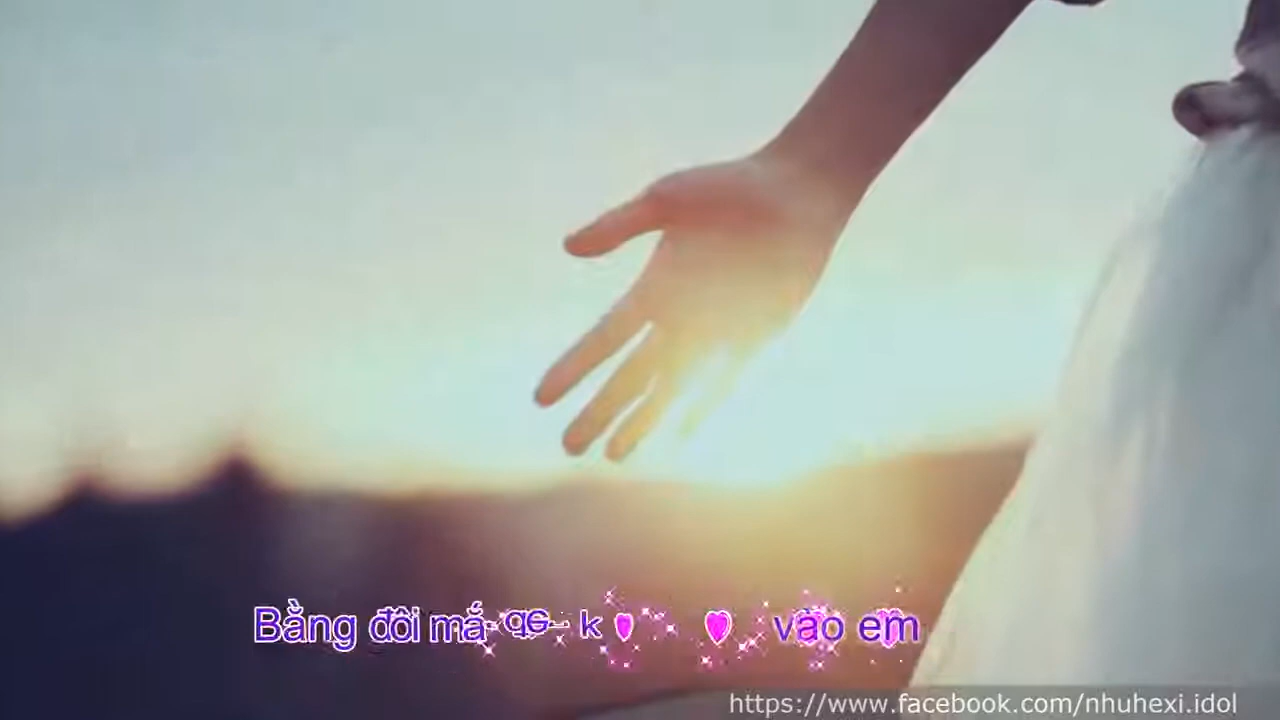 Bằng đôi mắ k vào em
https://www.facebook.com/nhuhexi.idol